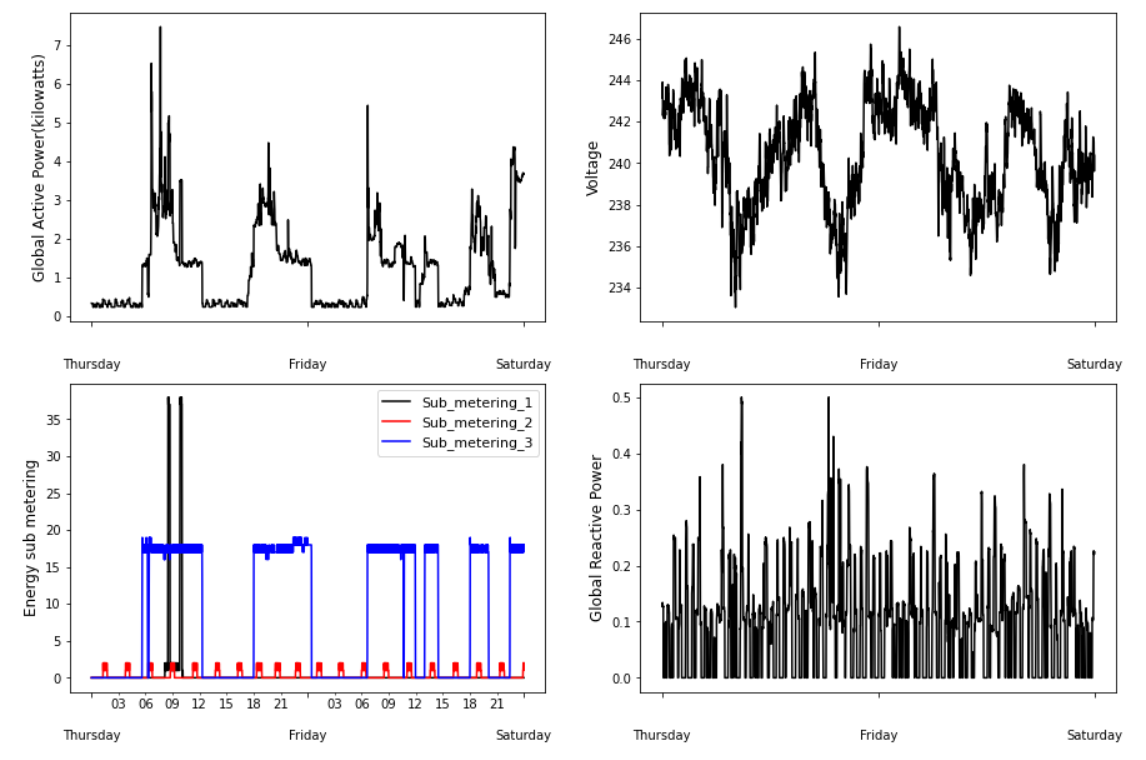 Global Active Power(kilowatts)
7
6
5
4
3
2
1
0
Thursday Friday Saturday
Voltage
246
244
242
240
238
236
234
Thursday Friday Saturday
Energy sub metering
35
30
25
20
15
10
5
0
Sub_metering_1
Sub_metering_2
Sub_metering_3
03 06 09 12 15 18 21 03 06 09 12 15 18 21
Thursday Friday Saturday
Global Reactive Power
0.5
0.4
0.3
0.2
0.1
0.0
Thursday Friday Saturday